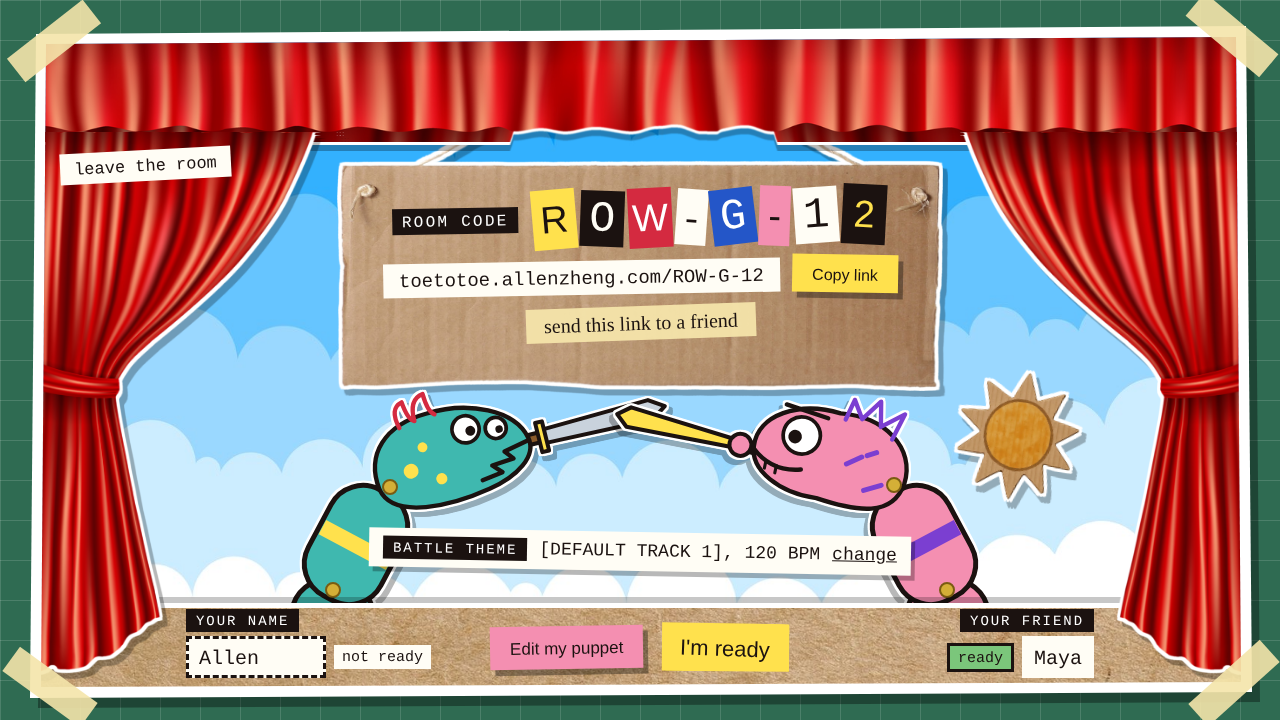 leave the room
ROOM CODE ROW-G-12
toetotoe.allenzheng.com/ROW-G-12 Copy link
send this link to a friend
BATTLE THEME [DEFAULT TRACK 1], 120 BPM change
YOUR NAME
Allen not ready
Edit my puppet I'm ready
YOUR FRIEND
ready Maya